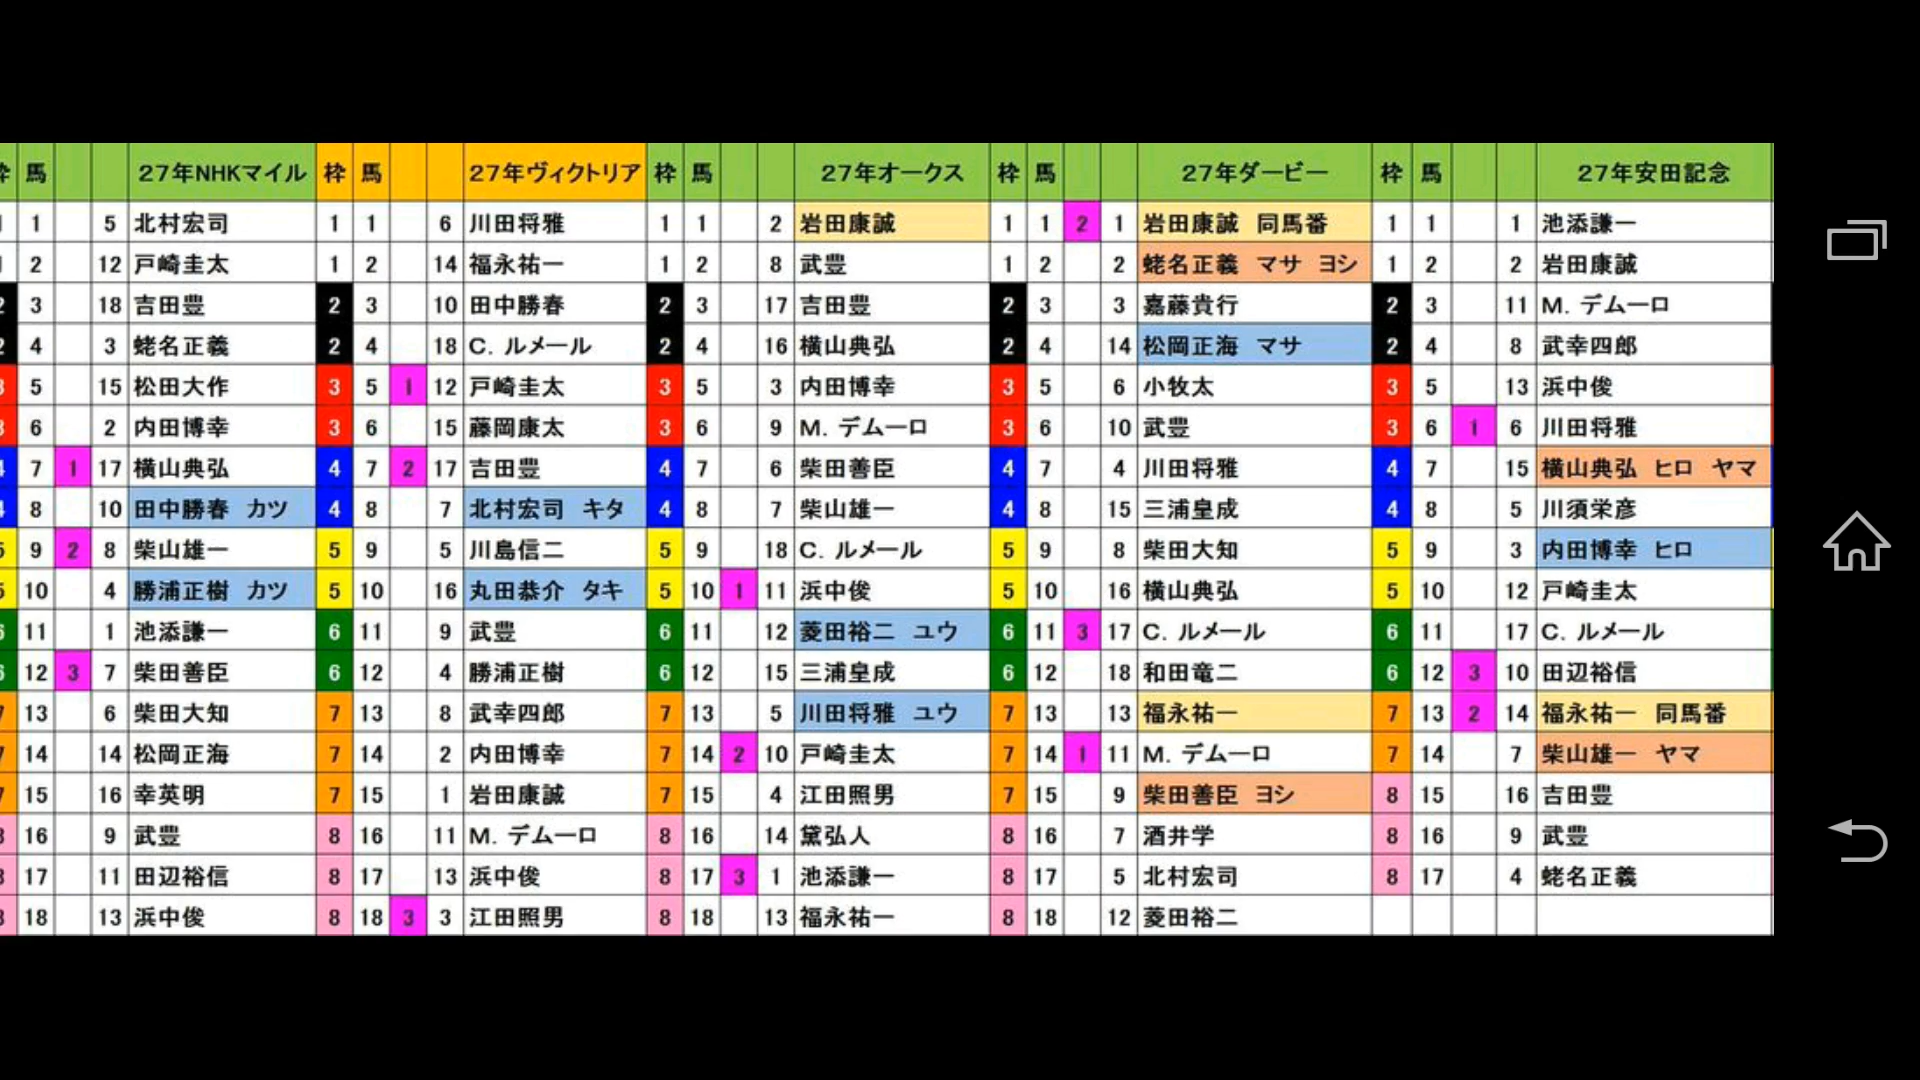 枠 馬 27年NHKマイル 枠 馬 27年ヴィクトリア 枠 馬 27年オークス 枠 馬 27年ダービー 枠 馬 27年安田記念
1 1 5 北村宏司 1 1 6 川田将雅 1 1 2 岩田康誠 1 1 2 1 岩田康誠 同馬番 1 1 1 池添謙一
1 2 12 戸崎圭太 1 2 14 福永祐一 1 2 8 武豊 1 2 2 蛯名正義 マサ ヨシ 1 2 2 岩田康誠
2 3 18 吉田豊 2 3 10 田中勝春 2 3 17 吉田豊 2 3 3 嘉藤貴行 2 3 11 M. デムーロ
2 4 3 蛯名正義 2 4 18 C. ルメール 2 4 16 横山典弘 2 4 14 松岡正海 マサ 2 4 8 武幸四郎
3 5 15 松田大作 3 5 1 12 戸崎圭太 3 5 3 内田博幸 3 5 6 小牧太 3 5 13 浜中俊
3 6 2 内田博幸 3 6 15 藤岡康太 3 6 9 M. デムーロ 3 6 10 武豊 3 6 1 6 川田将雅
4 7 1 17 横山典弘 4 7 2 17 吉田豊 4 7 6 柴田善臣 4 7 4 川田将雅 4 7 15 横山典弘 ヒロ ヤマ
4 8 10 田中勝春 カツ 4 8 7 北村宏司 キタ 4 8 7 柴山雄一 4 8 15 三浦皇成 4 8 5 川須栄彦
5 9 2 8 柴山雄一 5 9 5 川島信二 5 9 18 C. ルメール 5 9 8 柴田大知 5 9 3 内田博幸 ヒロ
5 10 4 勝浦正樹 カツ 5 10 16 丸田恭介 タキ 5 10 1 11 浜中俊 5 10 16 横山典弘 5 10 12 戸崎圭太
6 11 1 池添謙一 6 11 9 武豊 6 11 12 菱田裕二 ユウ 6 11 3 17 C. ルメール 6 11 17 C. ルメール
6 12 3 7 柴田善臣 6 12 4 勝浦正樹 6 12 15 三浦皇成 6 12 18 和田竜二 6 12 3 10 田辺裕信
7 13 6 柴田大知 7 13 8 武幸四郎 7 13 5 川田将雅 ユウ 7 13 13 福永祐一 7 13 2 14 福永祐一 同馬番
7 14 14 松岡正海 7 14 2 内田博幸 7 14 2 10 戸崎圭太 7 14 1 11 M. デムーロ 7 14 7 柴山雄一 ヤマ
7 15 16 幸英明 7 15 1 岩田康誠 7 15 4 江田照男 7 15 9 柴田善臣 ヨシ 8 15 16 吉田豊
8 16 9 武豊 8 16 11 M. デムーロ 8 16 14 黛弘人 8 16 7 酒井学 8 16 9 武豊
8 17 11 田辺裕信 8 17 13 浜中俊 8 17 3 1 池添謙一 8 17 5 北村宏司 8 17 4 蛯名正義
8 18 13 浜中俊 8 18 3 3 江田照男 8 18 13 福永祐一 8 18 12 菱田裕二